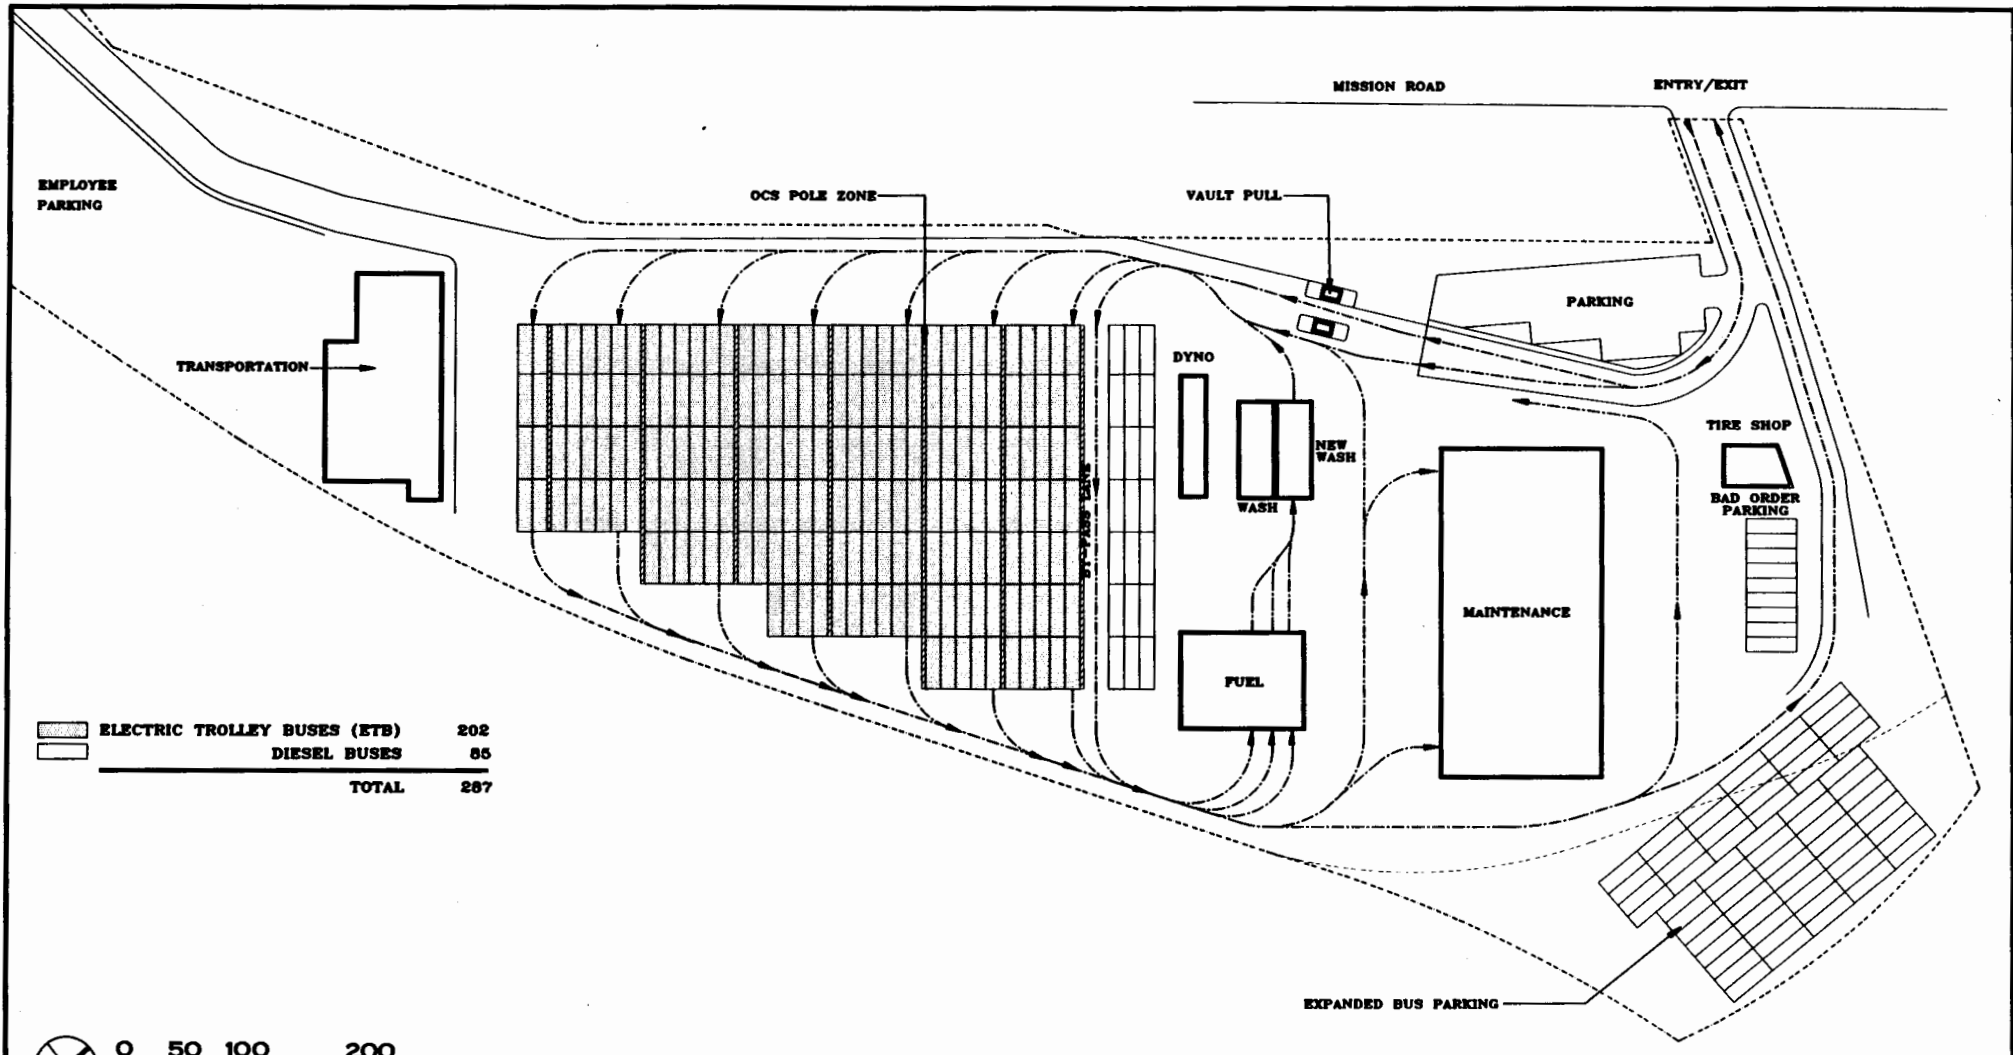 MISSION ROAD
ENTRY/EXIT
EMPLOYEE
PARKING
OCS POLE ZONE
VAULT PULL
PARKING
TRANSPORTATION
DYNO
NEW
WASH
WASH
TIRE SHOP
BAD ORDER
PARKING
BY-PASS LANE
MAINTENANCE
FUEL
ELECTRIC TROLLEY BUSES (ETB) 202
DIESEL BUSES 85
TOTAL 287
EXPANDED BUS PARKING
0 50 100 200